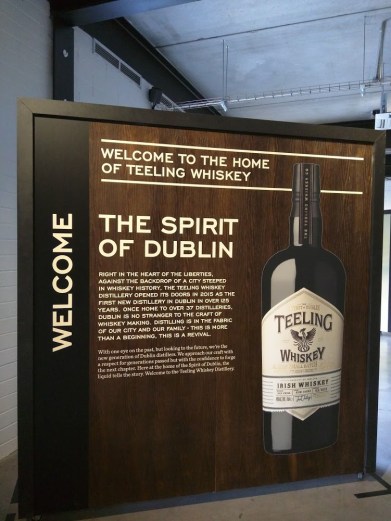 WELCOME
WELCOME TO THE HOME
OF TEELING WHISKEY
THE SPIRIT
OF DUBLIN
RIGHT IN THE HEART OF THE LIBERTIES,
AGAINST THE BACKDROP OF A CITY STEEPED
IN WHISKEY HISTORY, THE TEELING WHISKEY
DISTILLERY OPENED ITS DOORS IN 2015 AS THE
FIRST NEW DISTILLERY IN DUBLIN IN OVER 125
YEARS. ONCE HOME TO OVER 37 DISTILLERIES,
DUBLIN IS NO STRANGER TO THE CRAFT OF
WHISKEY MAKING. DISTILLING IS IN THE FABRIC
OF OUR CITY AND OUR FAMILY - THIS IS MORE
THAN A BEGINNING, THIS IS A REVIVAL.
With one eye on the past, but looking to the future, we're the
new generation of Dublin distillers. We approach our craft with
a respect for generations passed but with the confidence to forge
the next chapter. Here at the home of the Spirit of Dublin, the
liquid tells the story. Welcome to the Teeling Whiskey Distillery.
TEELING
WHISKEY
IRISH WHISKEY